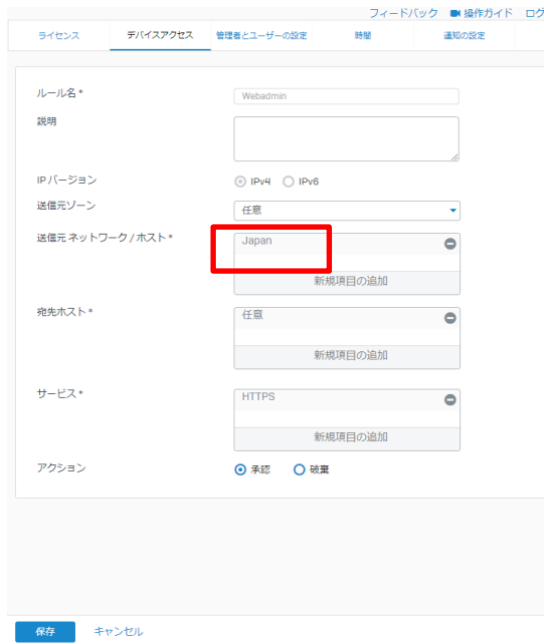 フィードバック 操作ガイド ログ
ライセンス デバイスアクセス 管理者とユーザーの設定 時間 通知の設定
ルール名*
Webadmin
説明
IP バージョン
IPv4 IPv6
送信元ゾーン
任意
送信元 ネットワーク / ホスト*
Japan
新規項目の追加
宛先ホスト*
任意
新規項目の追加
サービス*
HTTPS
新規項目の追加
アクション
承認 破棄
保存 キャンセル